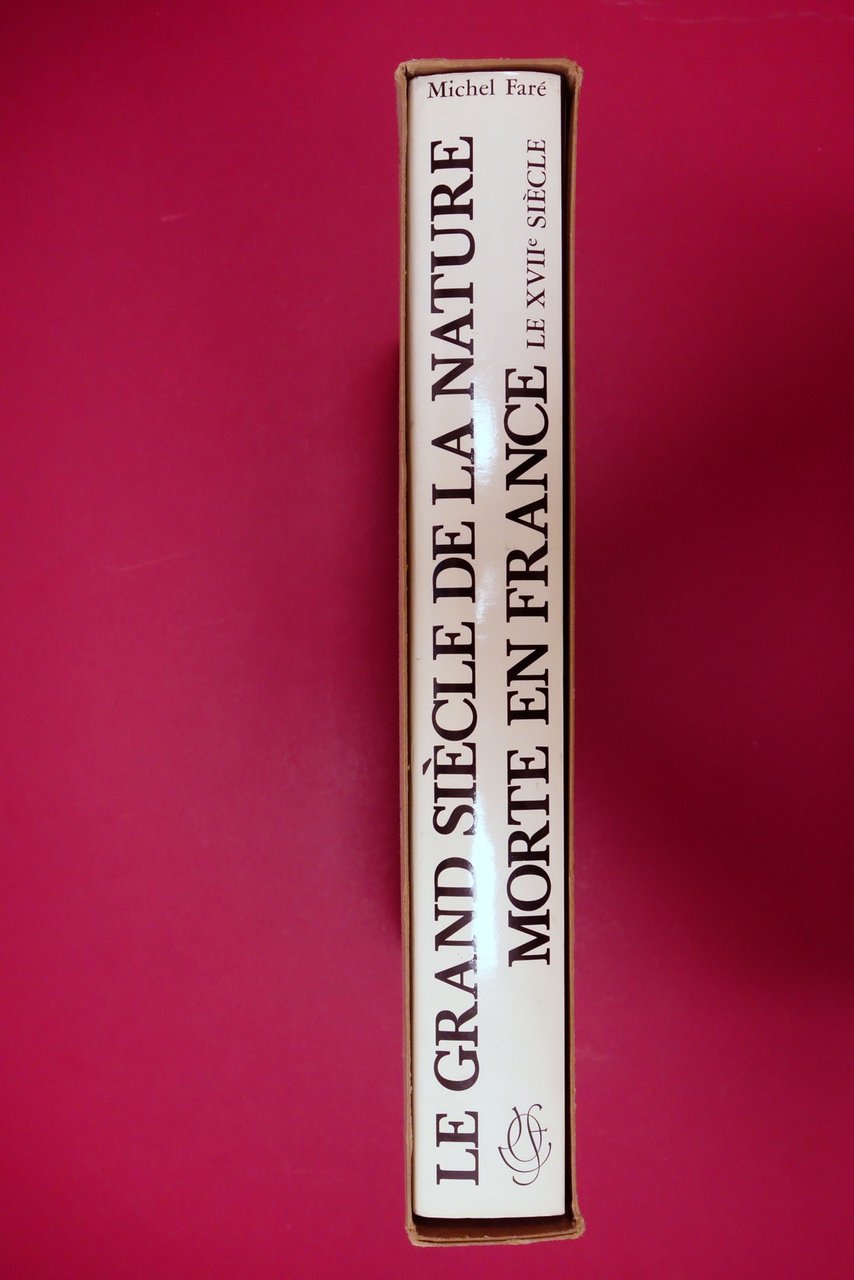 Michel Faré
LE GRAND SIÈCLE DE LA NATURE
MORTE EN FRANCE LE XVIIe SIÈCLE